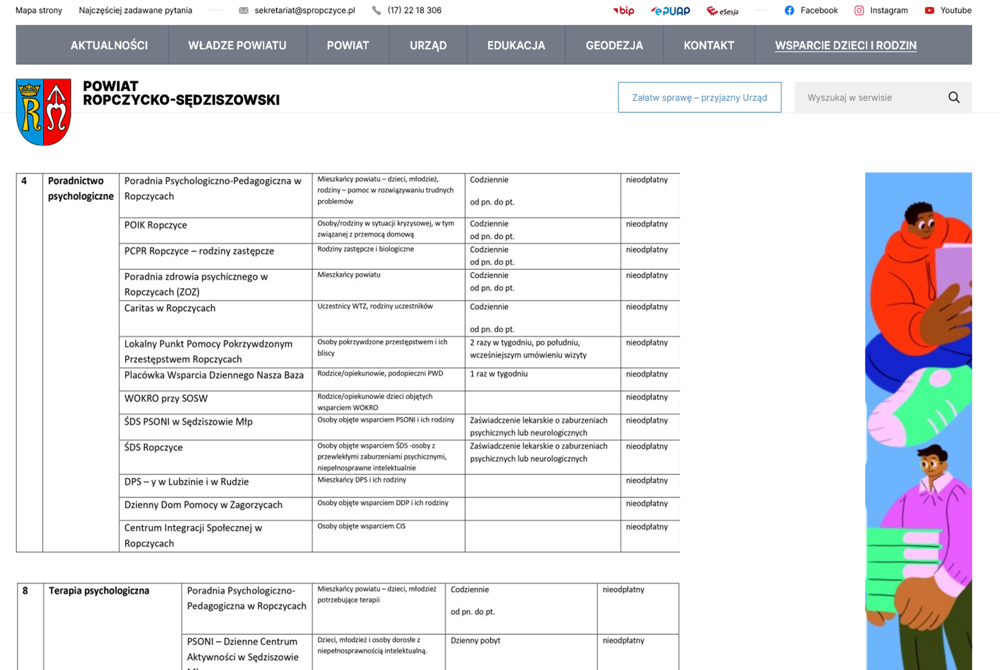 Mapa strony Najczęściej zadawane pytania sekretariat@spropczyce.pl (17) 22 18 306 bip ePUAP eSesja Facebook Instagram Youtube
AKTUALNOŚCI WŁADZE POWIATU POWIAT URZĄD EDUKACJA GEODEZJA KONTAKT WSPARCIE DZIECI I RODZIN
POWIAT
ROPCZYCKO-SĘDZISZOWSKI
Załatw sprawę – przyjazny Urząd Wyszukaj w serwisie
4 Poradnictwo psychologiczne
Poradnia Psychologiczno-Pedagogiczna w
Ropczycach
Mieszkańcy powiatu – dzieci, młodzież,
rodziny – pomoc w rozwiązywaniu trudnych
problemów
Codziennie
od pn. do pt.
nieodpłatny
POIK Ropczyce
Osoby/rodziny w sytuacji kryzysowej, w tym
związanej z przemocą domową
Codziennie
od pn. do pt.
nieodpłatny
PCPR Ropczyce – rodziny zastępcze
Rodziny zastępcze i biologiczne
Codziennie
od pn. do pt.
nieodpłatny
Poradnia zdrowia psychicznego w
Ropczycach (ZOZ)
Mieszkańcy powiatu
Codziennie
od pn. do pt.
nieodpłatny
Caritas w Ropczycach
Uczestnicy WTZ, rodziny uczestników
Codziennie
od pn. do pt.
nieodpłatny
Lokalny Punkt Pomocy Pokrzywdzonym
Przestępstwem Ropczycach
Osoby pokrzywdzone przestępstwem i ich
bliscy
2 razy w tygodniu, po południu,
wcześniejszym umówieniu wizyty
nieodpłatny
Placówka Wsparcia Dziennego Nasza Baza
Rodzice/opiekunowie, podopieczni PWD
1 raz w tygodniu
nieodpłatny
WOKRO przy SOSW
Rodzice/opiekunowie dzieci objętych
wsparciem WOKRO
nieodpłatny
ŚDS PSONI w Sędziszowie Młp
Osoby objęte wsparciem PSONI i ich rodziny
Zaświadczenie lekarskie o zaburzeniach
psychicznych lub neurologicznych
nieodpłatny
ŚDS Ropczyce
Osoby objęte wsparciem ŚDS -osoby z
przewlekłymi zaburzeniami psychicznymi,
niepełnosprawne intelektualnie
Zaświadczenie lekarskie o zaburzeniach
psychicznych lub neurologicznych
nieodpłatny
DPS – y w Lubzinie i w Rudzie
Mieszkańcy DPS i ich rodziny
nieodpłatny
Dzienny Dom Pomocy w Zagorzycach
Osoby objęte wsparciem DDP i ich rodziny
nieodpłatny
Centrum Integracji Społecznej w
Ropczycach
Osoby objęte wsparciem CIS
nieodpłatny
8 Terapia psychologiczna
Poradnia Psychologiczno-
Pedagogiczna w Ropczycach
Mieszkańcy powiatu – dzieci, młodzież
potrzebujące terapii
Codziennie
od pn. do pt.
nieodpłatny
PSONI – Dzienne Centrum
Aktywności w Sędziszowie
Dzieci, młodzież i osoby dorosłe z
niepełnosprawnością intelektualną.
Dzienny pobyt
nieodpłatny